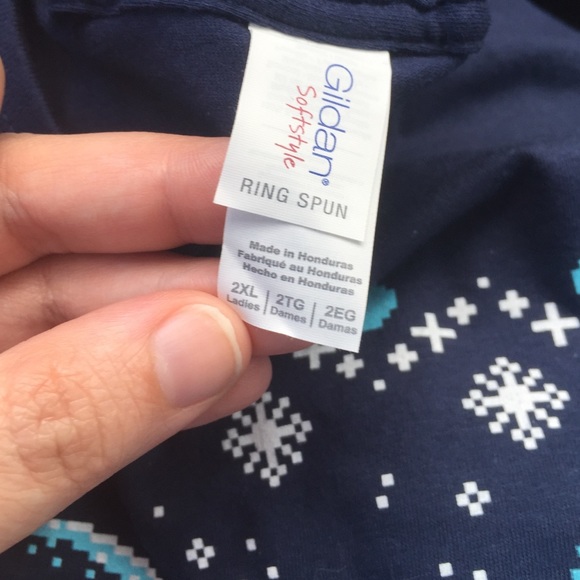 Gildan®
Softstyle
RING SPUN
Made in Honduras
Fabriqué au Honduras
Hecho en Honduras
2XL | 2TG | 2EG
Ladies | Dames | Damas